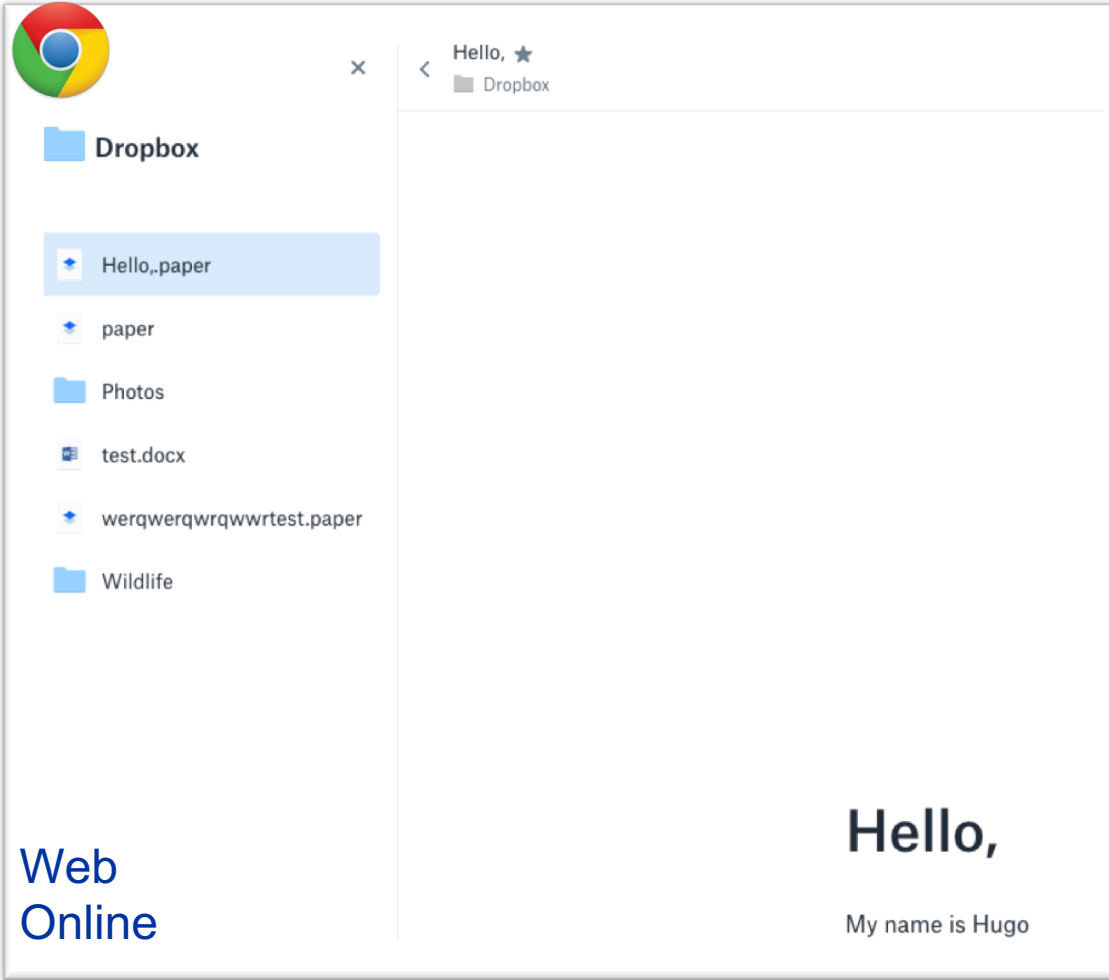 Hello,
Dropbox
Dropbox
Hello,.paper
paper
Photos
test.docx
werqwerqwrqwwrtest.paper
Wildlife
Hello,
My name is Hugo
Web
Online